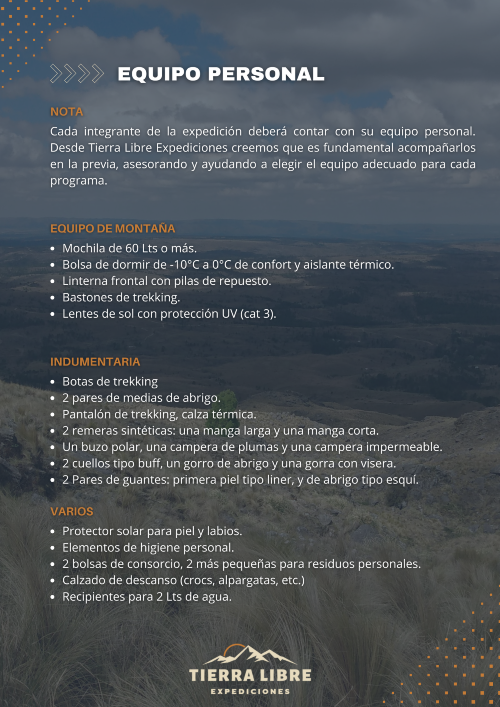 EQUIPO PERSONAL
NOTA
Cada integrante de la expedición deberá contar con su equipo personal.
Desde Tierra Libre Expediciones creemos que es fundamental acompañarlos
en la previa, asesorando y ayudando a elegir el equipo adecuado para cada
programa.
EQUIPO DE MONTAÑA
• Mochila de 60 Lts o más.
• Bolsa de dormir de -10°C a 0°C de confort y aislante térmico.
• Linterna frontal con pilas de repuesto.
• Bastones de trekking.
• Lentes de sol con protección UV (cat 3).
INDUMENTARIA
• Botas de trekking
• 2 pares de medias de abrigo.
• Pantalón de trekking, calza térmica.
• 2 remeras sintéticas: una manga larga y una manga corta.
• Un buzo polar, una campera de plumas y una campera impermeable.
• 2 cuellos tipo buff, un gorro de abrigo y una gorra con visera.
• 2 Pares de guantes: primera piel tipo liner, y de abrigo tipo esquí.
VARIOS
• Protector solar para piel y labios.
• Elementos de higiene personal.
• 2 bolsas de consorcio, 2 más pequeñas para residuos personales.
• Calzado de descanso (crocs, alpargatas, etc.)
• Recipientes para 2 Lts de agua.
TIERRA LIBRE
EXPEDICIONES